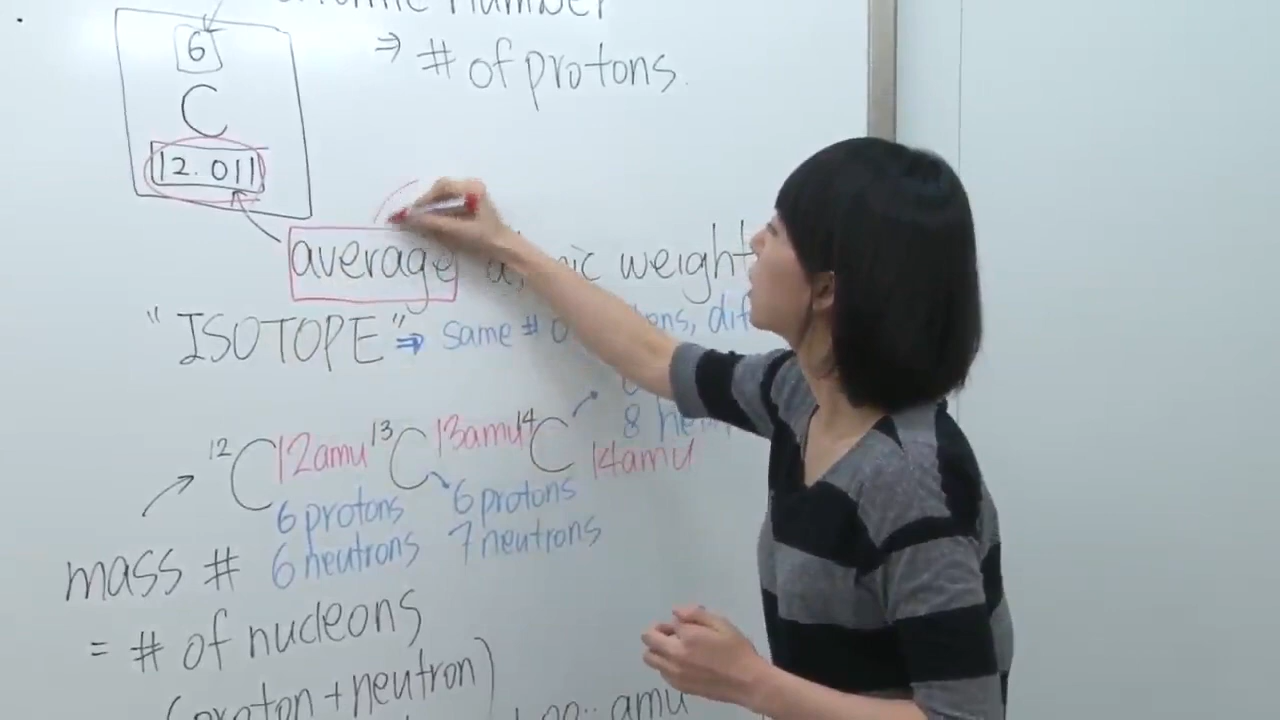 number
6
⇒ # of protons.
C
12.011
average weight
"ISOTOPE" ⇒ same #
8
12C 12amu 13C 13amu 14C 14amu
6 protons 6 protons
6 neutrons 7 neutrons
mass #
= # of nucleons
(proton + neutron)
amu